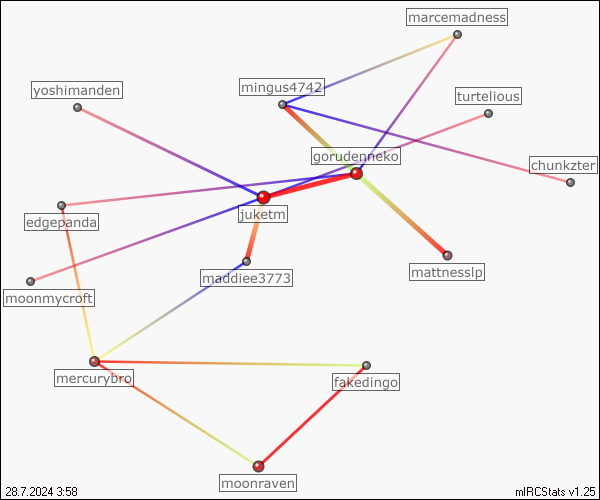 marcemadness
yoshimanden
mingus4742
turtelious
gorudenneko
chunkzter
juketm
edgepanda
maddiee3773
mattnesslp
moonmycroft
mercurybro
fakedingo
moonraven
28.7.2024 3:58
mIRCStats v1.25